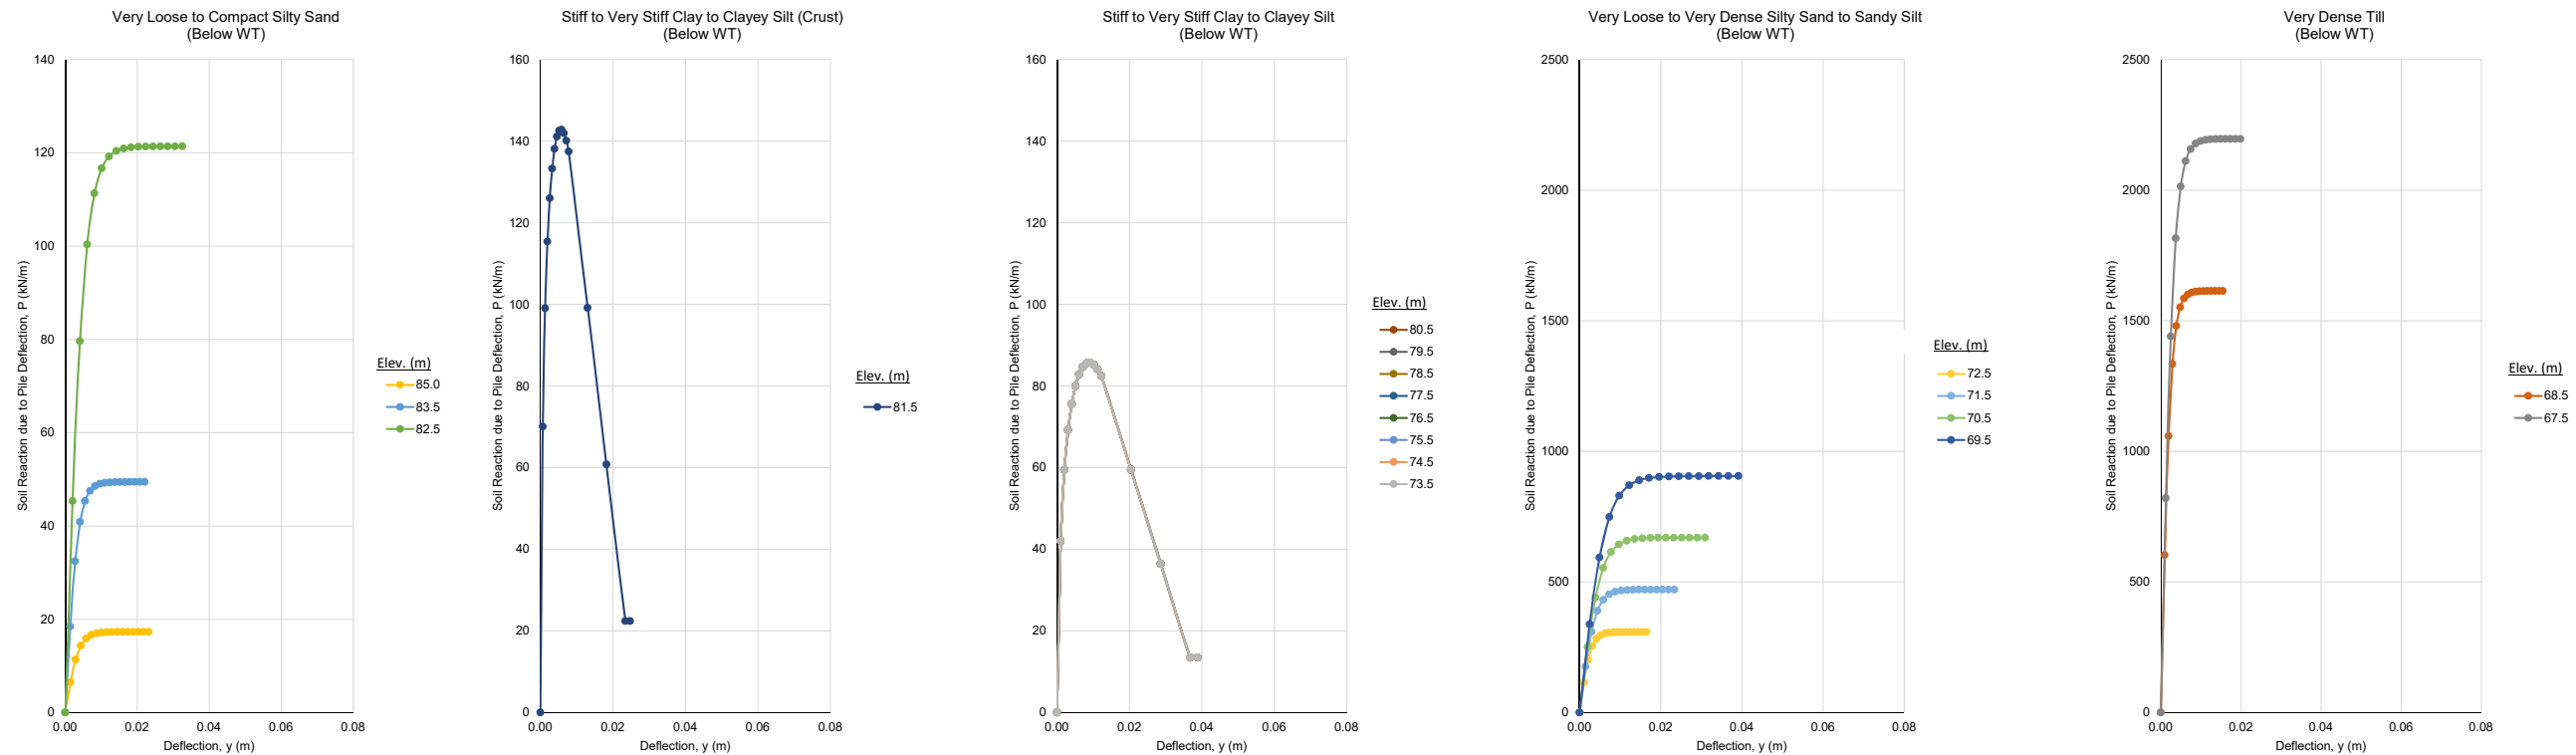 Very Loose to Compact Silty Sand
(Below WT)
Soil Reaction due to Pile Deflection, P (kN/m)
140
120
100
80
60
40
20
0
0.00 0.02 0.04 0.06 0.08
Deflection, y (m)
Elev. (m)
85.0
83.5
82.5
Stiff to Very Stiff Clay to Clayey Silt (Crust)
(Below WT)
Soil Reaction due to Pile Deflection, P (kN/m)
160
140
120
100
80
60
40
20
0
0.00 0.02 0.04 0.06 0.08
Deflection, y (m)
Elev. (m)
81.5
Stiff to Very Stiff Clay to Clayey Silt
(Below WT)
Soil Reaction due to Pile Deflection, P (kN/m)
160
140
120
100
80
60
40
20
0
0.00 0.02 0.04 0.06 0.08
Deflection, y (m)
Elev. (m)
80.5
79.5
78.5
77.5
76.5
75.5
74.5
73.5
Very Loose to Very Dense Silty Sand to Sandy Silt
(Below WT)
Soil Reaction due to Pile Deflection, P (kN/m)
2500
2000
1500
1000
500
0
0.00 0.02 0.04 0.06 0.08
Deflection, y (m)
Elev. (m)
72.5
71.5
70.5
69.5
Very Dense Till
(Below WT)
Soil Reaction due to Pile Deflection, P (kN/m)
2500
2000
1500
1000
500
0
0.00 0.02 0.04 0.06 0.08
Deflection, y (m)
Elev. (m)
68.5
67.5